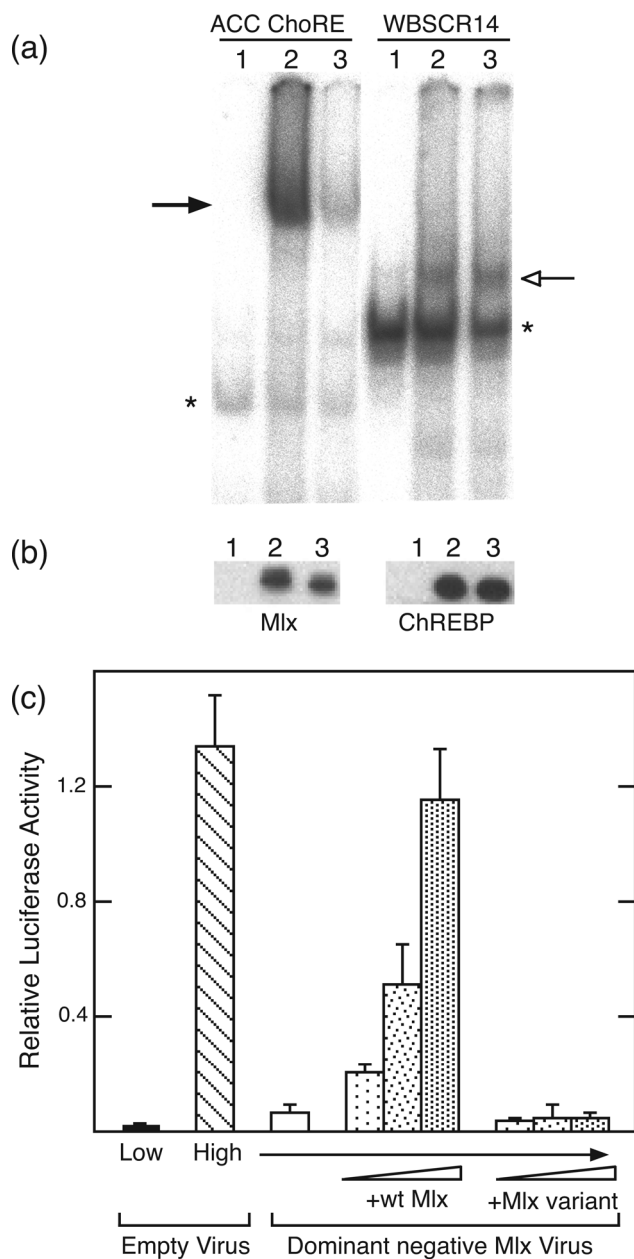 (a)
ACC ChoRE WBSCR14
1 2 3 1 2 3
*
*
(b)
1 2 3 1 2 3
Mlx ChREBP
(c)
Relative Luciferase Activity
1.2
0.8
0.4
Low High
+wt Mlx +Mlx variant
Empty Virus Dominant negative Mlx Virus